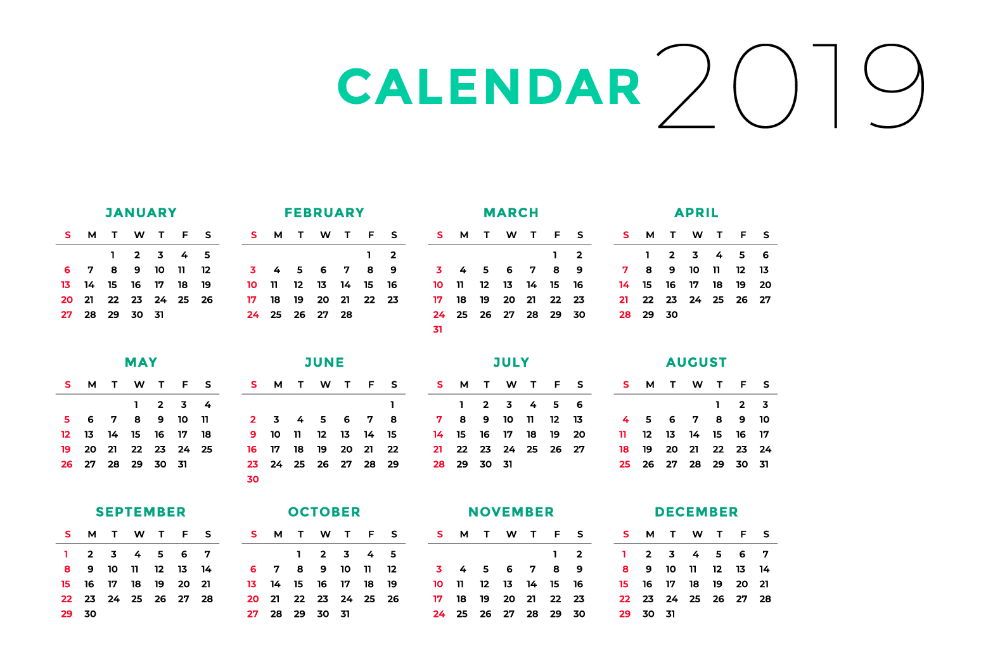 CALENDAR 2019
JANUARY
S M T W T F S
1 2 3 4 5
6 7 8 9 10 11 12
13 14 15 16 17 18 19
20 21 22 23 24 25 26
27 28 29 30 31
FEBRUARY
S M T W T F S
1 2
3 4 5 6 7 8 9
10 11 12 13 14 15 16
17 18 19 20 21 22 23
24 25 26 27 28
MARCH
S M T W T F S
1 2
3 4 5 6 7 8 9
10 11 12 13 14 15 16
17 18 19 20 21 22 23
24 25 26 27 28 29 30
31
APRIL
S M T W T F S
1 2 3 4 5 6
7 8 9 10 11 12 13
14 15 16 17 18 19 20
21 22 23 24 25 26 27
28 29 30
MAY
S M T W T F S
1 2 3 4
5 6 7 8 9 10 11
12 13 14 15 16 17 18
19 20 21 22 23 24 25
26 27 28 29 30 31
JUNE
S M T W T F S
1
2 3 4 5 6 7 8
9 10 11 12 13 14 15
16 17 18 19 20 21 22
23 24 25 26 27 28 29
30
JULY
S M T W T F S
1 2 3 4 5 6
7 8 9 10 11 12 13
14 15 16 17 18 19 20
21 22 23 24 25 26 27
28 29 30 31
AUGUST
S M T W T F S
1 2 3
4 5 6 7 8 9 10
11 12 13 14 15 16 17
18 19 20 21 22 23 24
25 26 27 28 29 30 31
SEPTEMBER
S M T W T F S
1 2 3 4 5 6 7
8 9 10 11 12 13 14
15 16 17 18 19 20 21
22 23 24 25 26 27 28
29 30
OCTOBER
S M T W T F S
1 2 3 4 5
6 7 8 9 10 11 12
13 14 15 16 17 18 19
20 21 22 23 24 25 26
27 28 29 30 31
NOVEMBER
S M T W T F S
1 2
3 4 5 6 7 8 9
10 11 12 13 14 15 16
17 18 19 20 21 22 23
24 25 26 27 28 29 30
DECEMBER
S M T W T F S
1 2 3 4 5 6 7
8 9 10 11 12 13 14
15 16 17 18 19 20 21
22 23 24 25 26 27 28
29 30 31